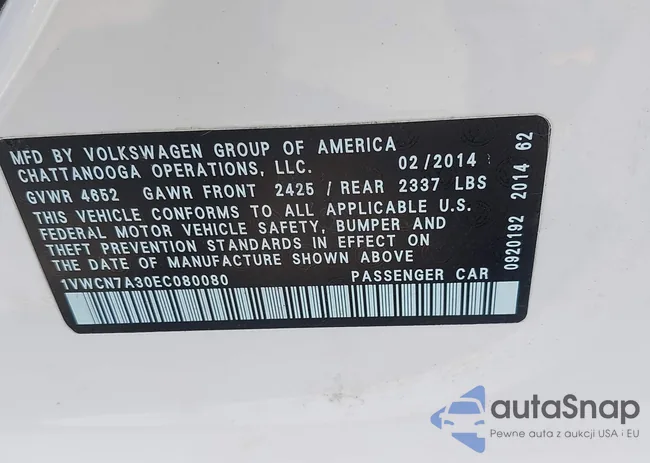 MFD BY VOLKSWAGEN GROUP OF AMERICA
CHATTANOOGA OPERATIONS, LLC. 02/2014
GVWR 4652 GAWR FRONT 2425 / REAR 2337 LBS
THIS VEHICLE CONFORMS TO ALL APPLICABLE U.S.
FEDERAL MOTOR VEHICLE SAFETY, BUMPER AND
THEFT PREVENTION STANDARDS IN EFFECT ON
THE DATE OF MANUFACTURE SHOWN ABOVE
1VWCN7A30EC080080 PASSENGER CAR
0920192 2014 62
autaSnap
Pewne auta z aukcji USA i EU